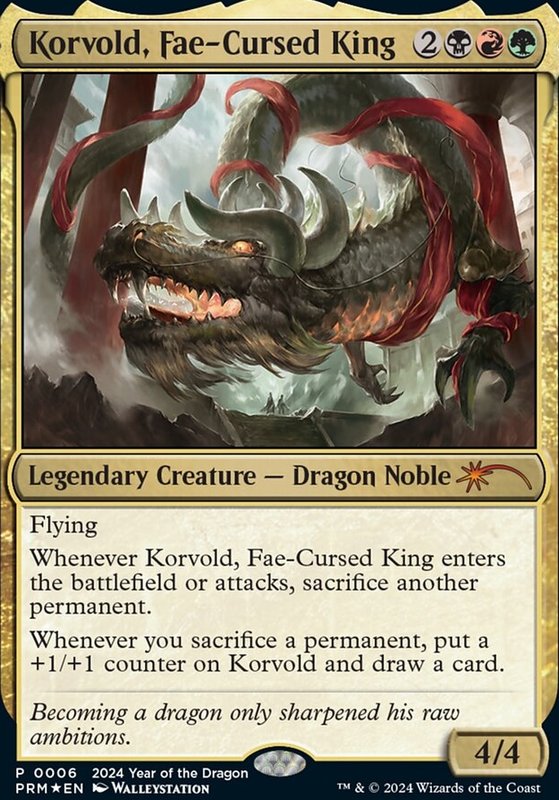 Korvold, Fae-Cursed King 2
Legendary Creature — Dragon Noble
Flying
Whenever Korvold, Fae-Cursed King enters
the battlefield or attacks, sacrifice another
permanent.
Whenever you sacrifice a permanent, put a
+1/+1 counter on Korvold and draw a card.
Becoming a dragon only sharpened his raw
ambitions.
4/4
P 0006 2024 Year of the Dragon
PRM★EN Walleystation ™ & © 2024 Wizards of the Coast